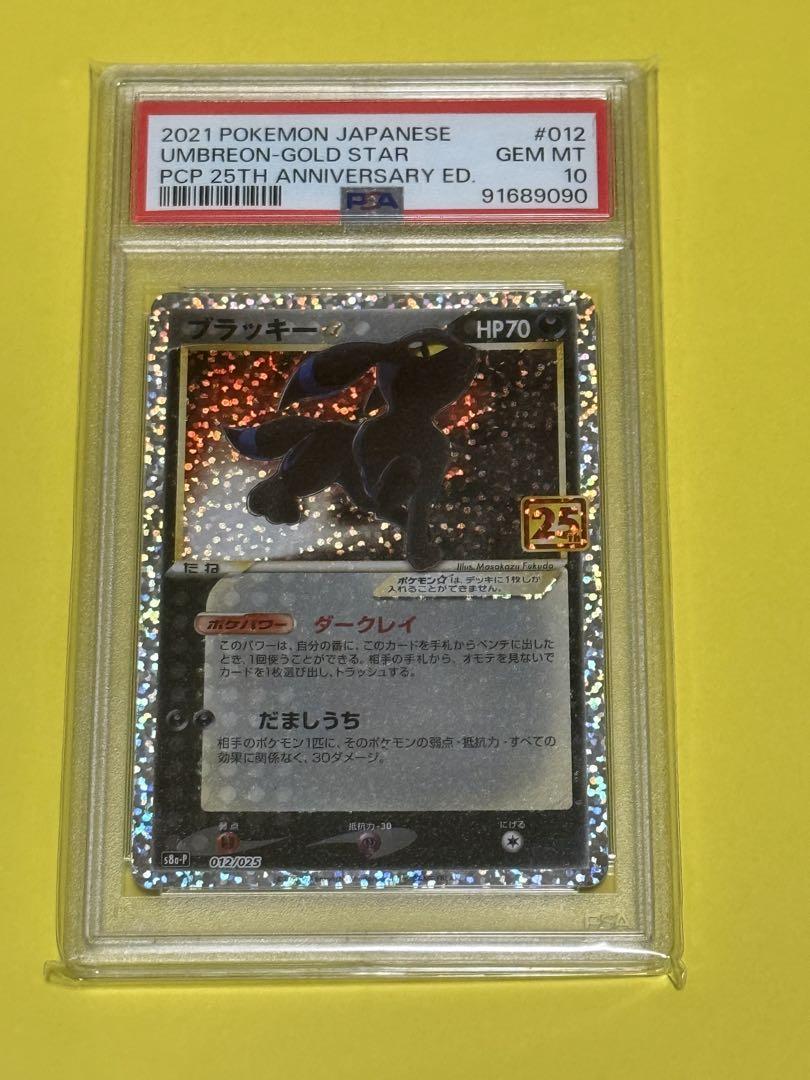 2021 POKEMON JAPANESE #012
UMBREON-GOLD STAR GEM MT
PCP 25TH ANNIVERSARY ED. 10
PSA 91689090
ブラッキー☆ HP70
25TH
たね Illus. Masakazu Fukuda
ポケモン☆は、デッキに1枚しか
入れることができません。
ポケパワー ダークレイ
このパワーは、自分の番に、このカードを手札からベンチに出した
とき、1回使うことができる。相手の手札から、オモテを見ないで
カードを1枚選び出し、トラッシュする。
だましうち
相手のポケモン1匹に、そのポケモンの弱点・抵抗力・すべての
効果に関係なく、30ダメージ。
弱点 抵抗力-30 にげる
s8a-P 012/025
PSA